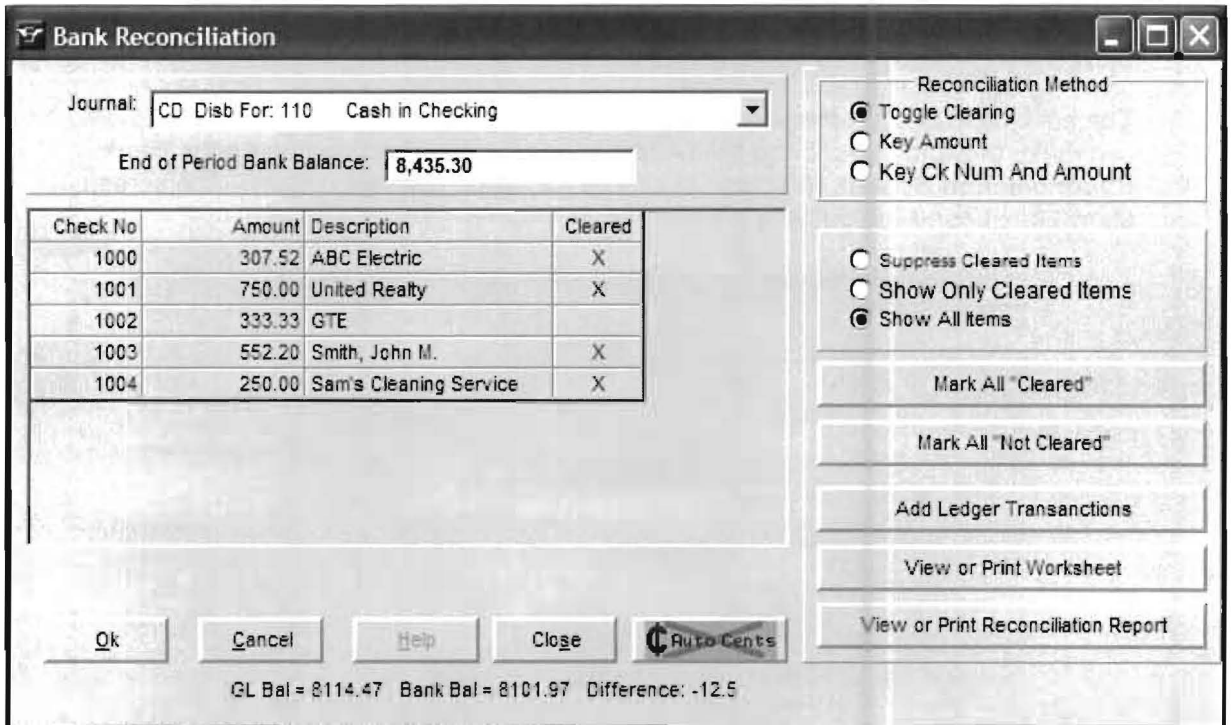 Bank Reconciliation
Journal: CD Disb For: 110 Cash in Checking
End of Period Bank Balance: 8,435.30
Check No Amount Description Cleared
1000 307.52 ABC Electric X
1001 750.00 United Realty X
1002 333.33 GTE
1003 552.20 Smith, John M. X
1004 250.00 Sam's Cleaning Service X
Reconciliation Method
Toggle Clearing
Key Amount
Key Ck Num And Amount
Suppress Cleared Items
Show Only Cleared Items
Show All Items
Mark All "Cleared"
Mark All "Not Cleared"
Add Ledger Transanctions
View or Print Worksheet
View or Print Reconciliation Report
Ok Cancel Help Close ¢ Auto Cents
GL Bal = 8114.47 Bank Bal = 8101.97 Difference: -12.5